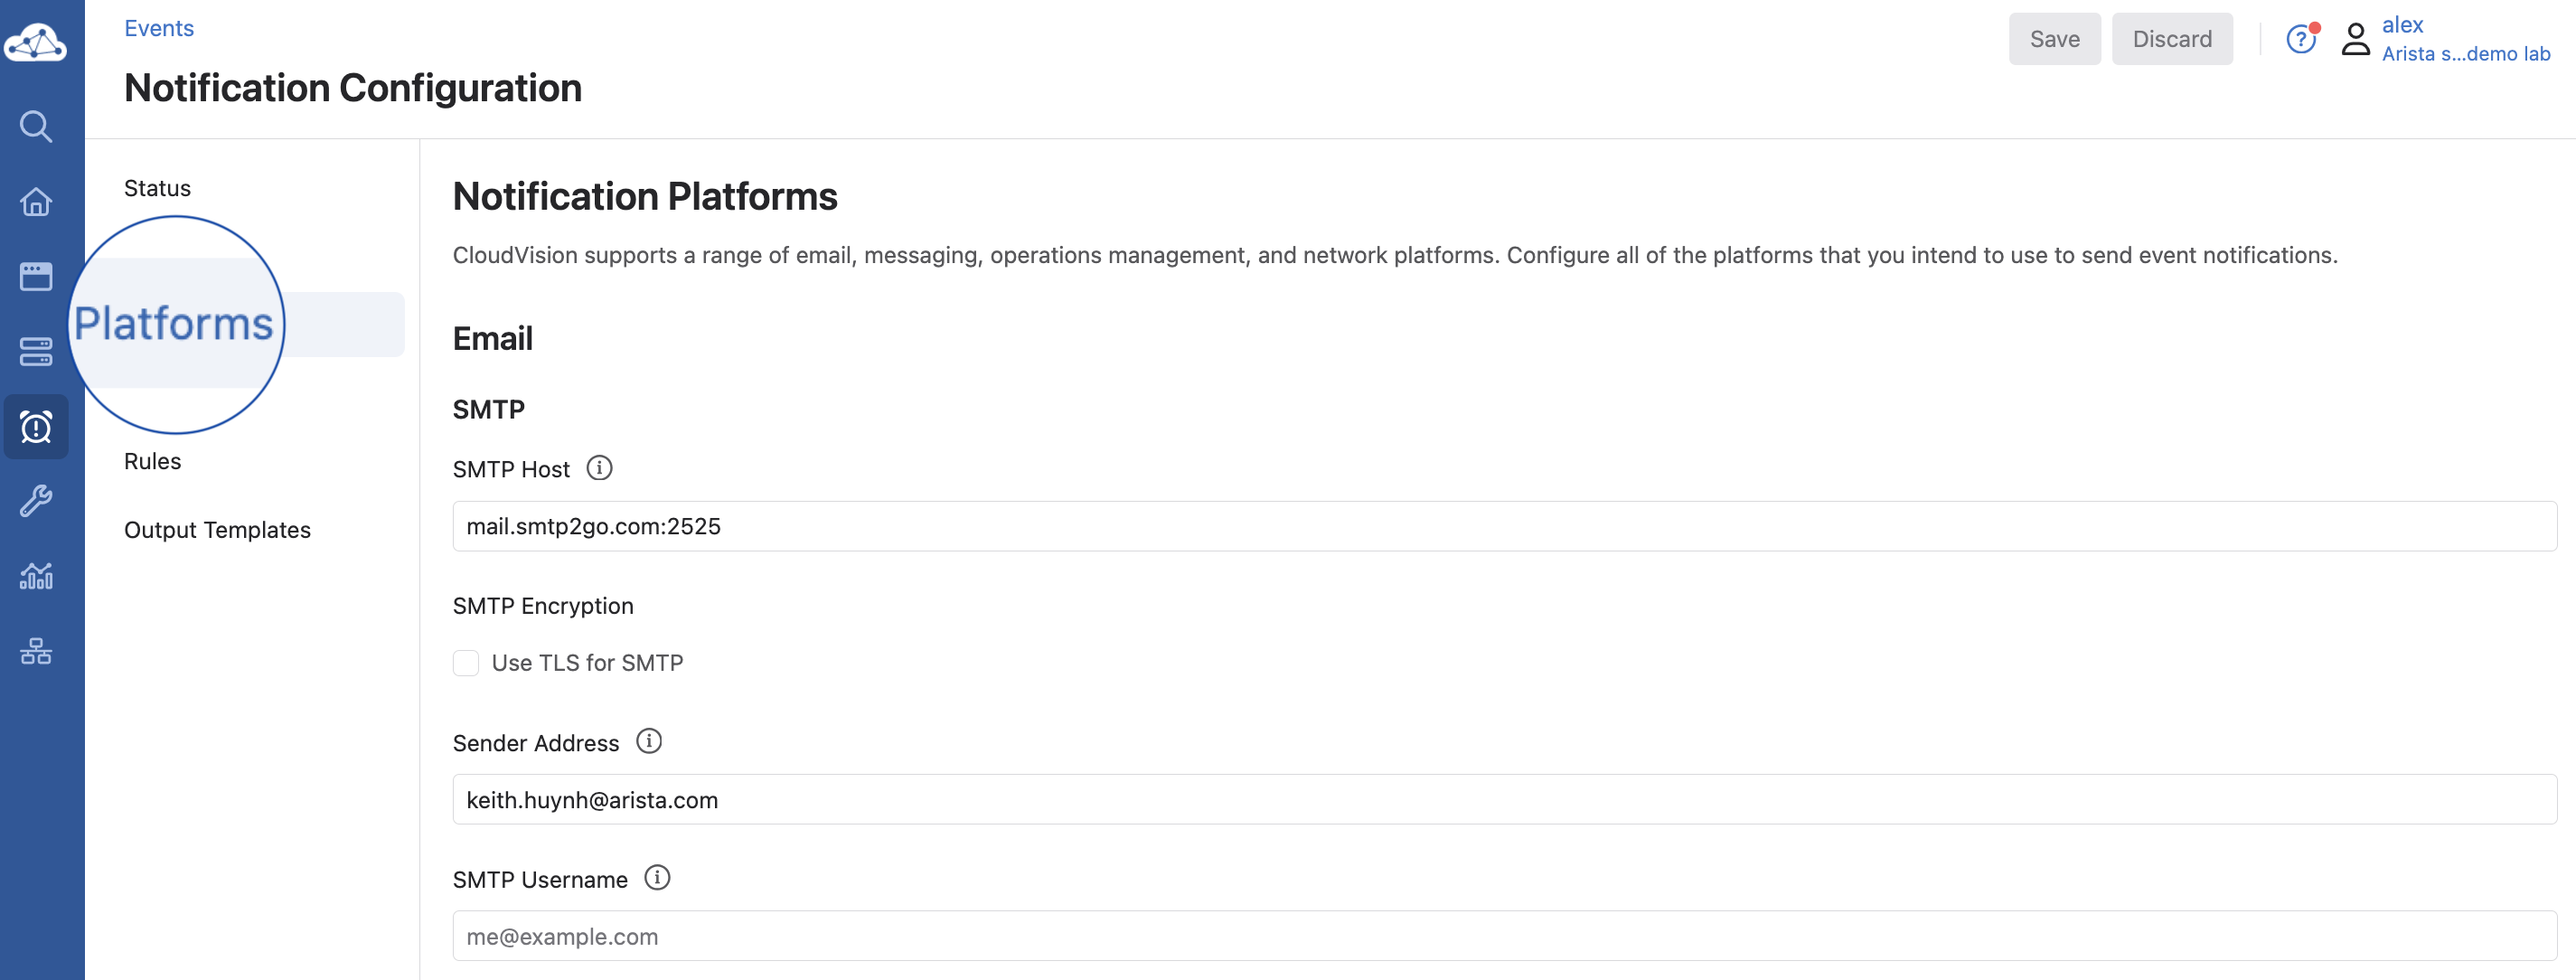 Events
Notification Configuration
Save
Discard
?
alex
Arista s...demo lab
Status
Platforms
Rules
Output Templates
Notification Platforms
CloudVision supports a range of email, messaging, operations management, and network platforms. Configure all of the platforms that you intend to use to send event notifications.
Email
SMTP
SMTP Host
mail.smtp2go.com:2525
SMTP Encryption
Use TLS for SMTP
Sender Address
keith.huynh@arista.com
SMTP Username
me@example.com